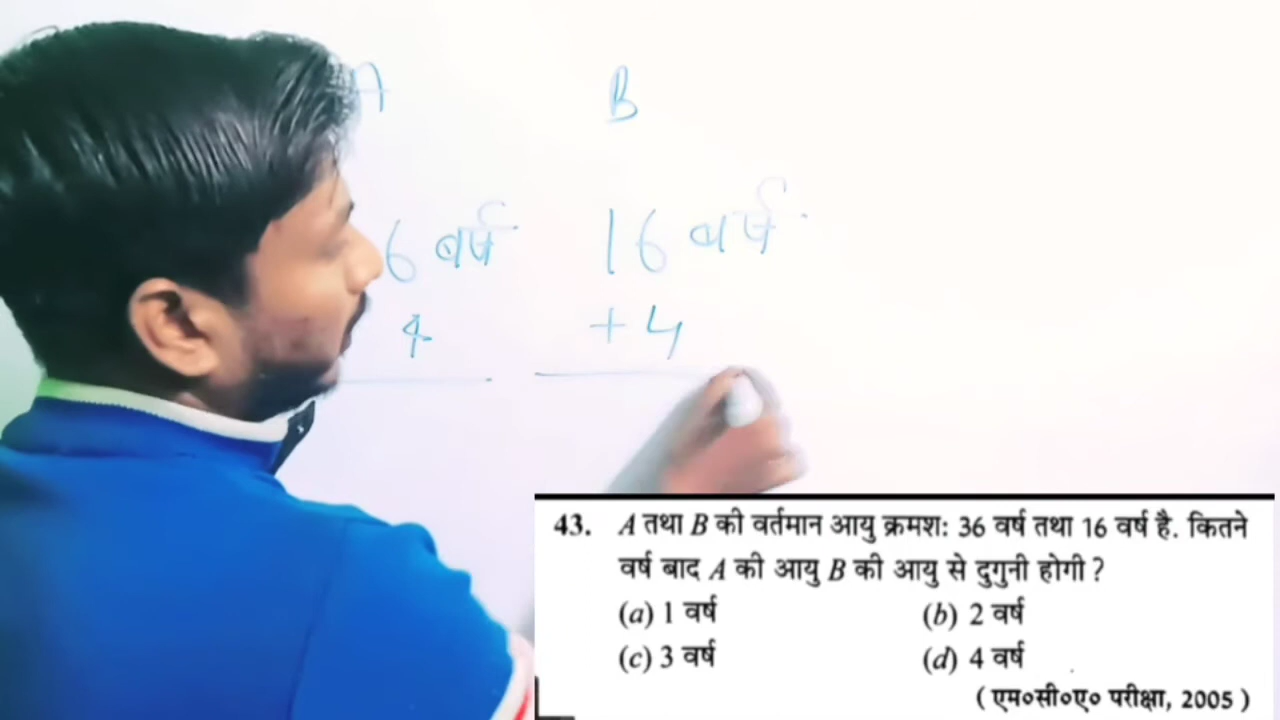 A B
6 वर्ष 16 वर्ष
4 + 4
43. A तथा B की वर्तमान आयु क्रमश: 36 वर्ष तथा 16 वर्ष है. कितने
वर्ष बाद A की आयु B की आयु से दुगुनी होगी ?
(a) 1 वर्ष (b) 2 वर्ष
(c) 3 वर्ष (d) 4 वर्ष
( एम०सी०ए० परीक्षा, 2005 )